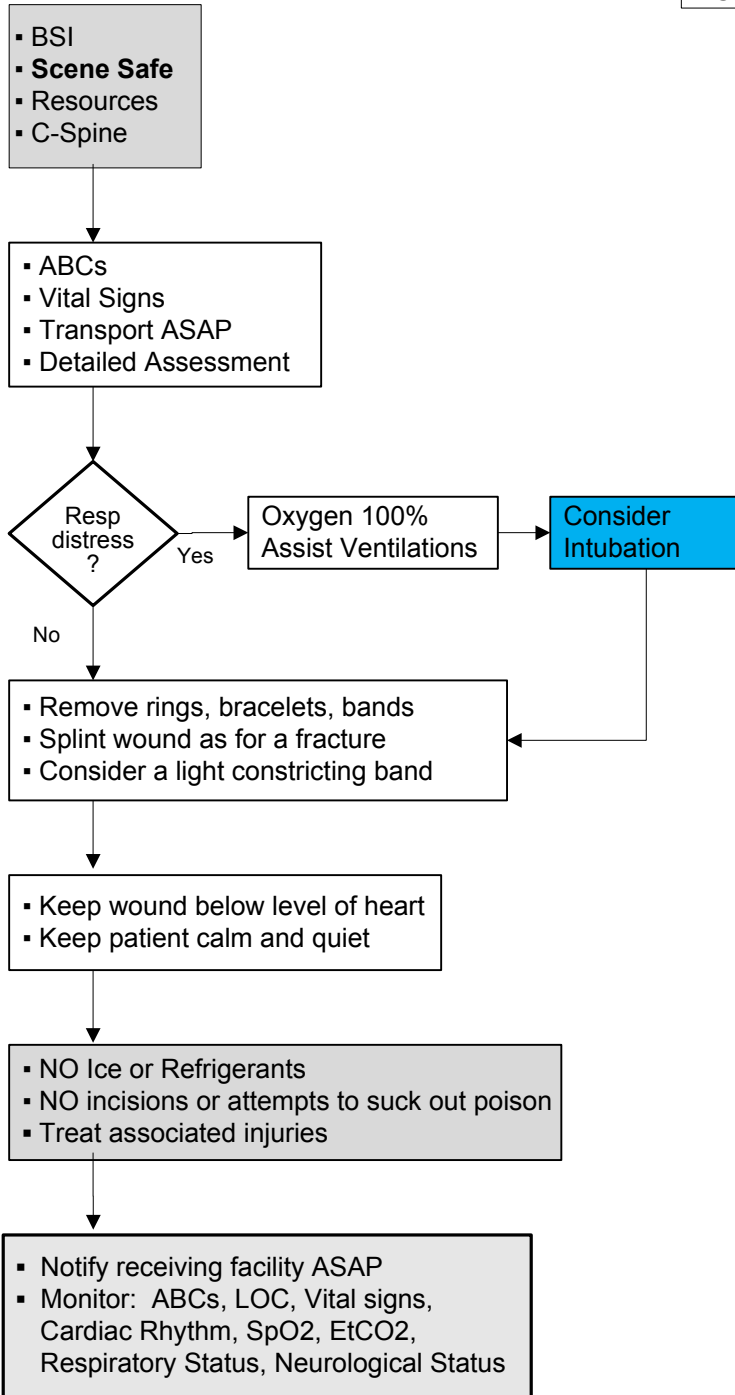 ▪ BSI
▪ Scene Safe
▪ Resources
▪ C-Spine
▪ ABCs
▪ Vital Signs
▪ Transport ASAP
▪ Detailed Assessment
Resp
distress
?
Yes
Oxygen 100%
Assist Ventilations
Consider
Intubation
No
▪ Remove rings, bracelets, bands
▪ Splint wound as for a fracture
▪ Consider a light constricting band
▪ Keep wound below level of heart
▪ Keep patient calm and quiet
▪ NO Ice or Refrigerants
▪ NO incisions or attempts to suck out poison
▪ Treat associated injuries
▪ Notify receiving facility ASAP
▪ Monitor: ABCs, LOC, Vital signs,
Cardiac Rhythm, SpO2, EtCO2,
Respiratory Status, Neurological Status